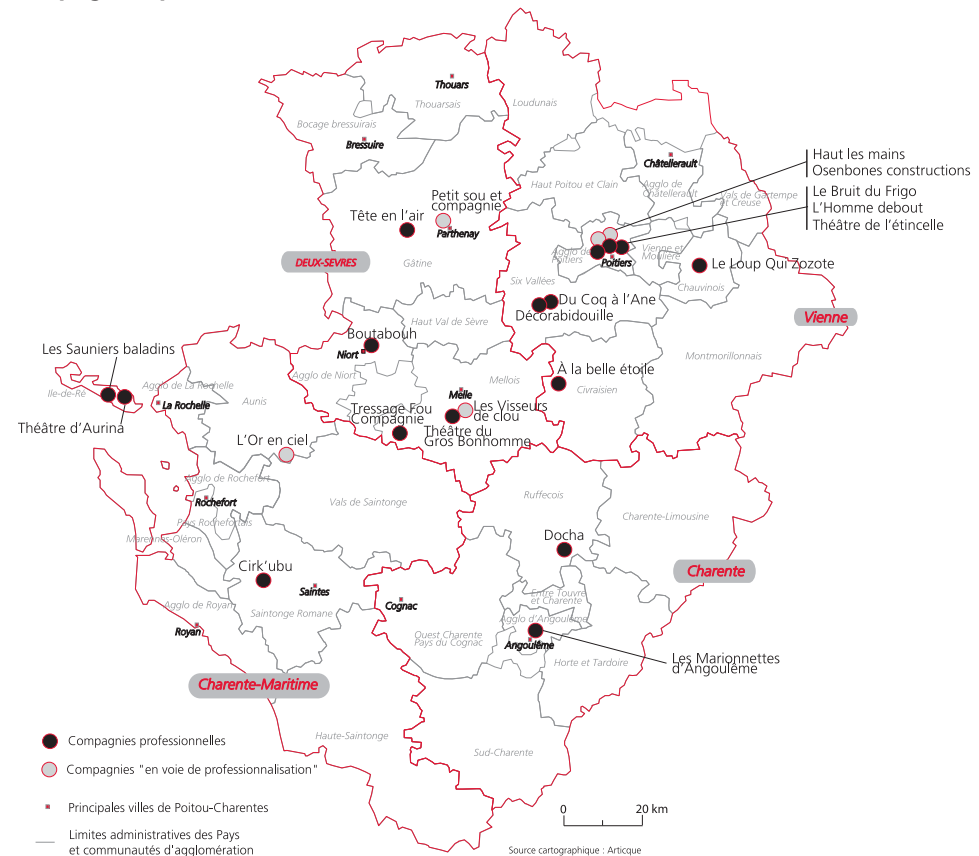 Thouars
Thouarsais
Loudunais
Bocage bressuirais
Bressuire
Châtellerault
Haut les mains
Osenbones constructions
Haut Poitou et Clain
Agglo de
Châtellerault
Vals de Gartempe
et Creuse
Le Bruit du Frigo
L'Homme debout
Théâtre de l'étincelle
Petit sou et
compagnie
Tête en l'air
Parthenay
Agglo de
Poitiers
Poitiers
Vienne et
Moulière
Le Loup Qui Zozote
DEUX-SEVRES
Gâtine
Six Vallées
Chauvinois
Du Coq à l'Ane
Décorabidouille
Vienne
Haut Val de Sèvre
Boutabouh
Niort
Les Sauniers baladins
Agglo de Niort
Montmorillonnais
À la belle étoile
Mellois
Civraisien
Ile-de-Ré
Agglo de La Rochelle
Aunis
Melle
La Rochelle
Théâtre d'Aurina
Tressage Fou
Compagnie
Les Visseurs
de clou
Théâtre du
Gros Bonhomme
L'Or en ciel
Agglo de Rochefort
Rochefort
Vals de Saintonge
Ruffecois
Charente-Limousine
Pays Rochefortais
Marennes-Oléron
Docha
Cirk'ubu
Charente
Saintes
Cognac
Entre Touvre
et Charente
Agglo de Royan
Saintonge Romane
Agglo d'Angoulême
Royan
Ouest Charente
Pays du Cognac
Angoulême
Horte et Tardoire
Les Marionnettes
d'Angoulême
Charente-Maritime
Haute-Saintonge
Sud-Charente
Compagnies professionnelles
Compagnies "en voie de professionnalisation"
Principales villes de Poitou-Charentes
Limites administratives des Pays
et communautés d'agglomération
0 20 km
Source cartographique : Articque